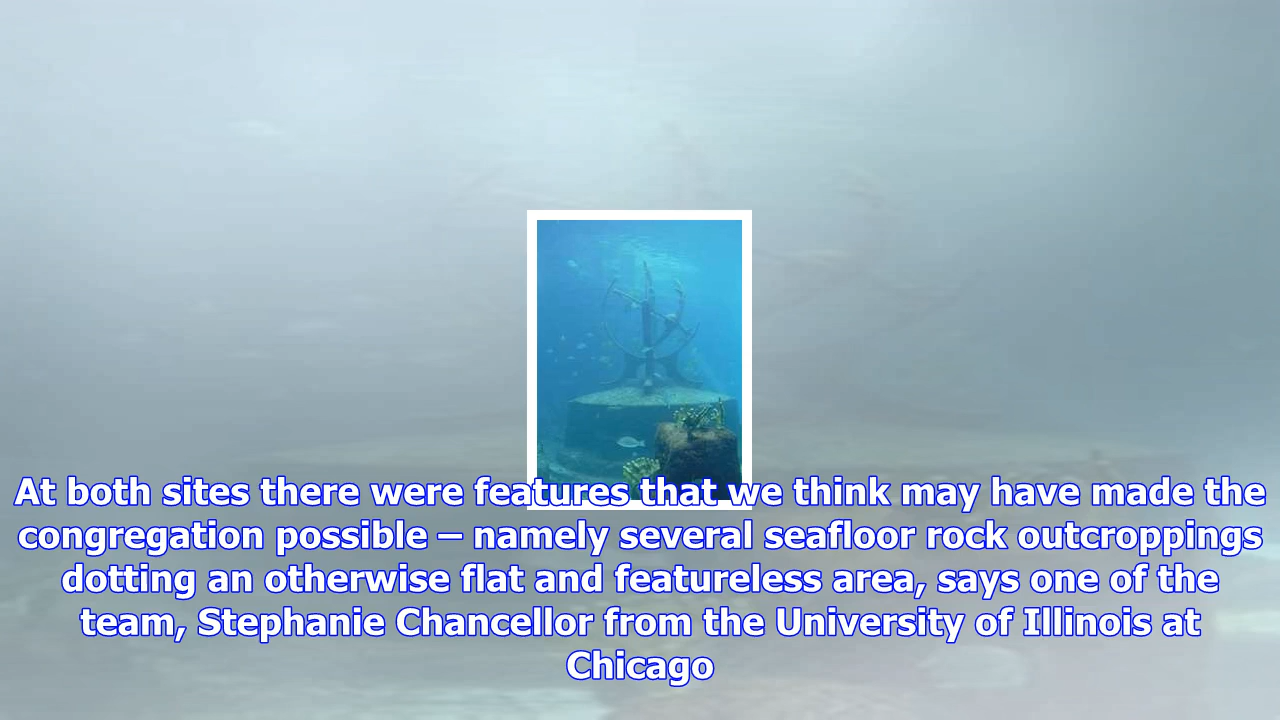 At both sites there were features that we think may have made the
congregation possible – namely several seafloor rock outcroppings
dotting an otherwise flat and featureless area, says one of the
team, Stephanie Chancellor from the University of Illinois at
Chicago